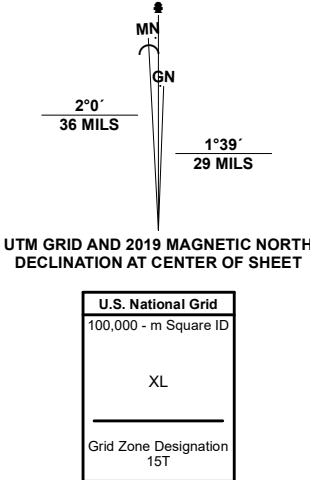 MN
GN
2°0´
36 MILS
1°39´
29 MILS
UTM GRID AND 2019 MAGNETIC NORTH
DECLINATION AT CENTER OF SHEET
U.S. National Grid
100,000 - m Square ID
XL
Grid Zone Designation
15T